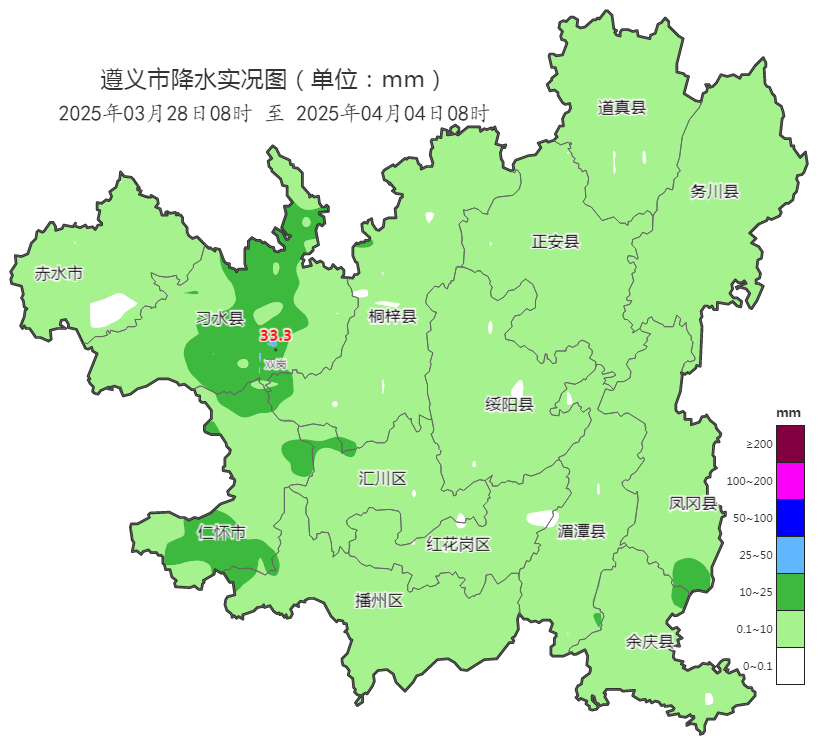 遵义市降水实况图（单位：mm）
2025年03月28日08时 至 2025年04月04日08时
道真县
务川县
正安县
赤水市
习水县
桐梓县
33.3
双岗
绥阳县
mm
≥200
100~200
50~100
25~50
10~25
0.1~10
0~0.1
汇川区
凤冈县
仁怀市
红花岗区
湄潭县
播州区
余庆县